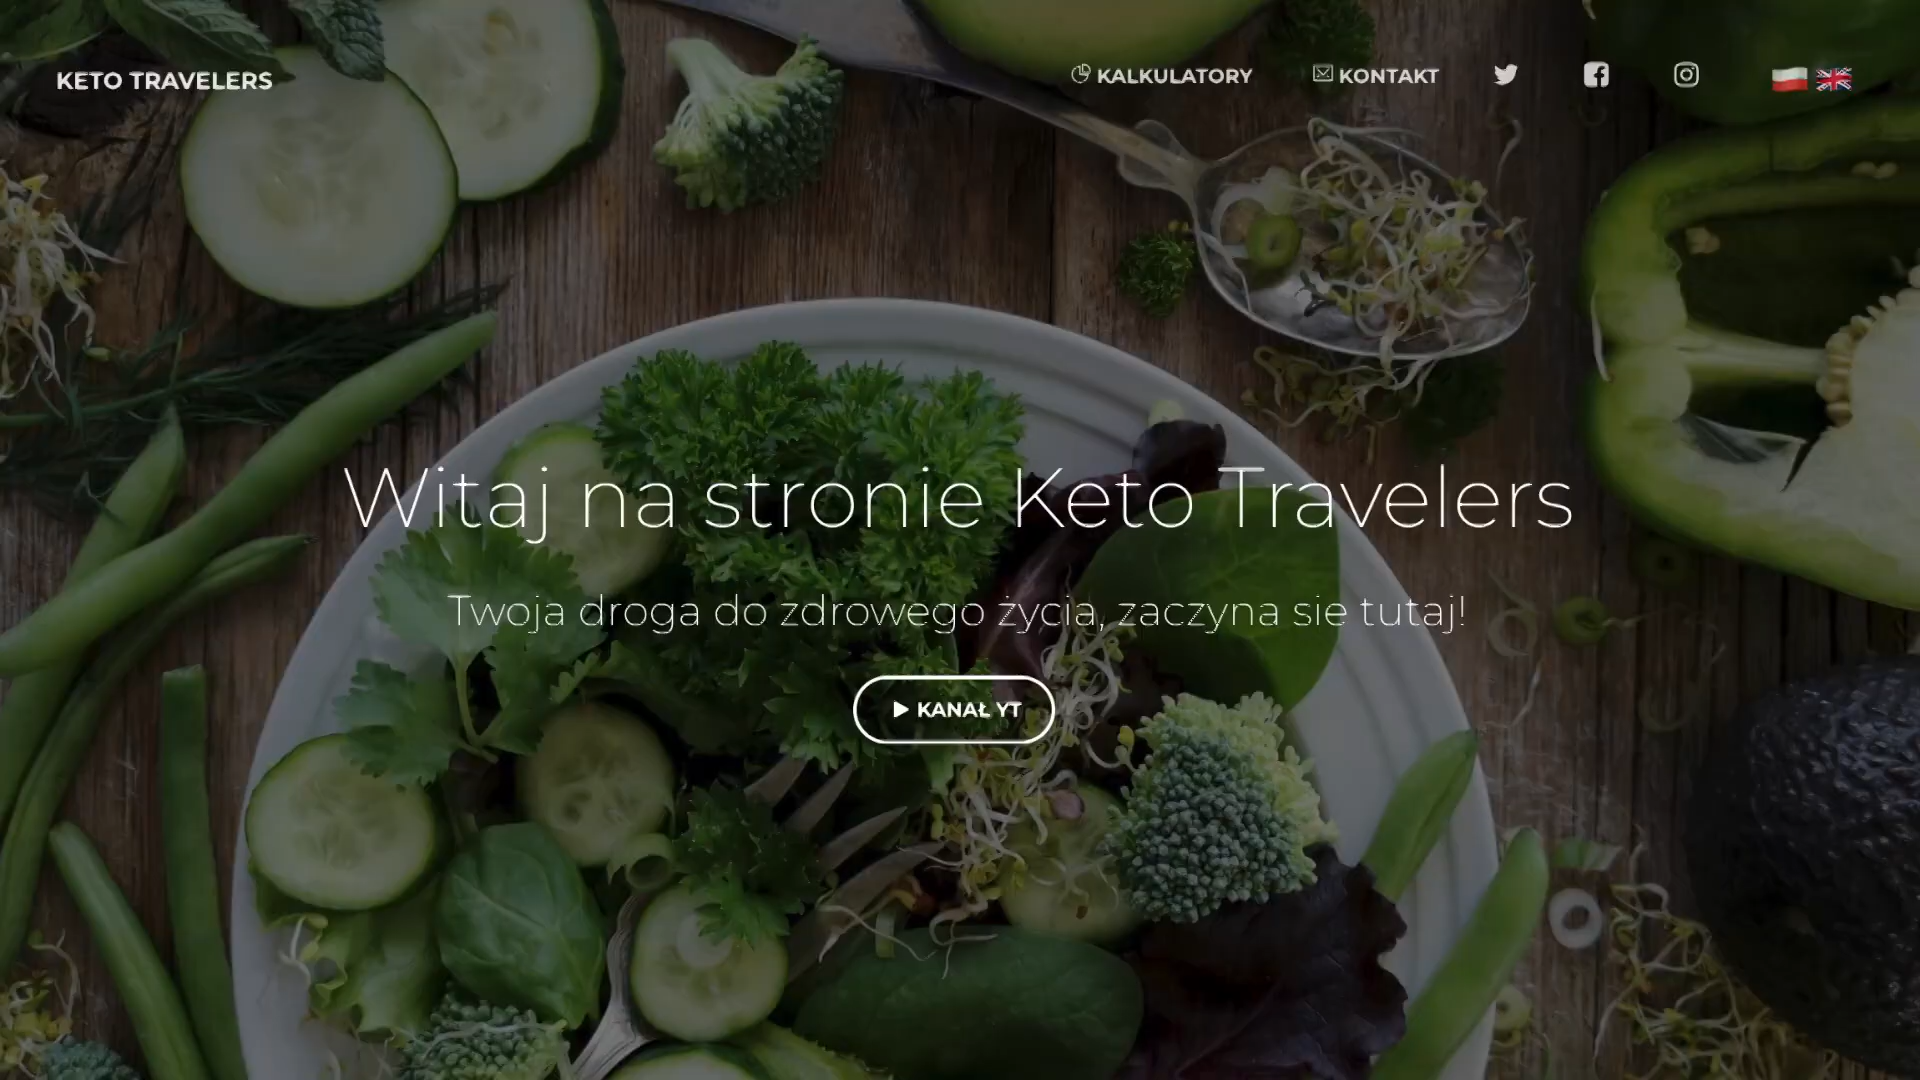 KETO TRAVELERS
KALKULATORY
KONTAKT
Witaj na stronie Keto Travelers
Twoja droga do zdrowego życia, zaczyna sie tutaj!
KANAŁ YT